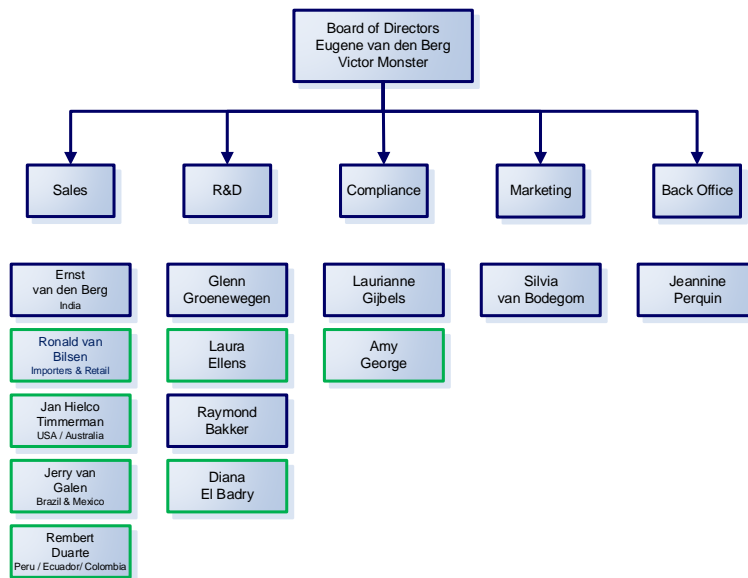 Board of Directors
Eugene van den Berg
Victor Monster
Sales
R&D
Compliance
Marketing
Back Office
Ernst
van den Berg
India
Glenn
Groenewegen
Laurianne
Gijbels
Silvia
van Bodegom
Jeannine
Perquin
Ronald van
Bilsen
Importers & Retail
Laura
Ellens
Amy
George
Jan Hielco
Timmerman
USA / Australia
Raymond
Bakker
Jerry van
Galen
Brazil & Mexico
Diana
El Badry
Rembert
Duarte
Peru / Ecuador/ Colombia